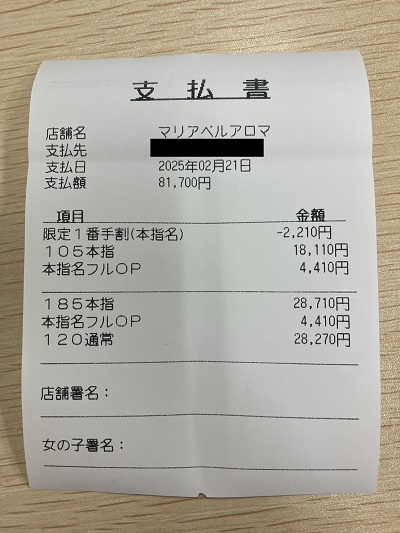 支払書
店舗名 マリアベルアロマ
支払先
支払日 2025年02月21日
支払額 81,700円
項目 金額
限定1番手割(本指名) -2,210円
105本指 18,110円
本指名フルOP 4,410円
185本指 28,710円
本指名フルOP 4,410円
120通常 28,270円
店舗署名:
女の子署名: